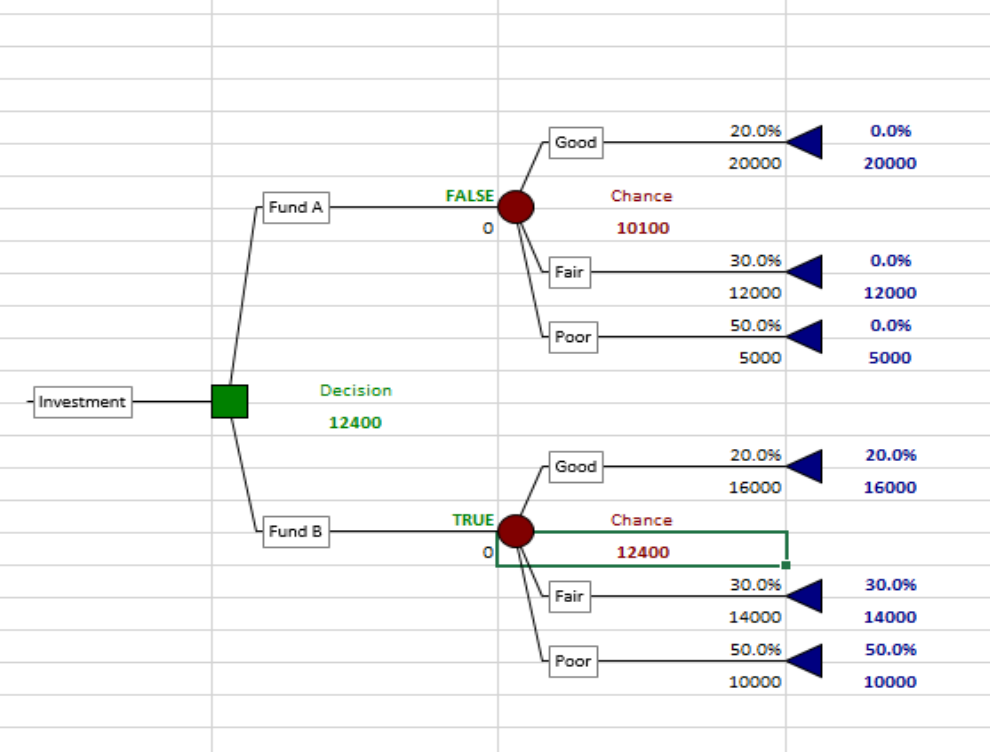 Good 20.0% 0.0%
20000 20000
Fund A FALSE Chance
0 10100
Fair 30.0% 0.0%
12000 12000
Poor 50.0% 0.0%
5000 5000
Investment Decision
12400
Good 20.0% 20.0%
16000 16000
Fund B TRUE Chance
0 12400
Fair 30.0% 30.0%
14000 14000
Poor 50.0% 50.0%
10000 10000